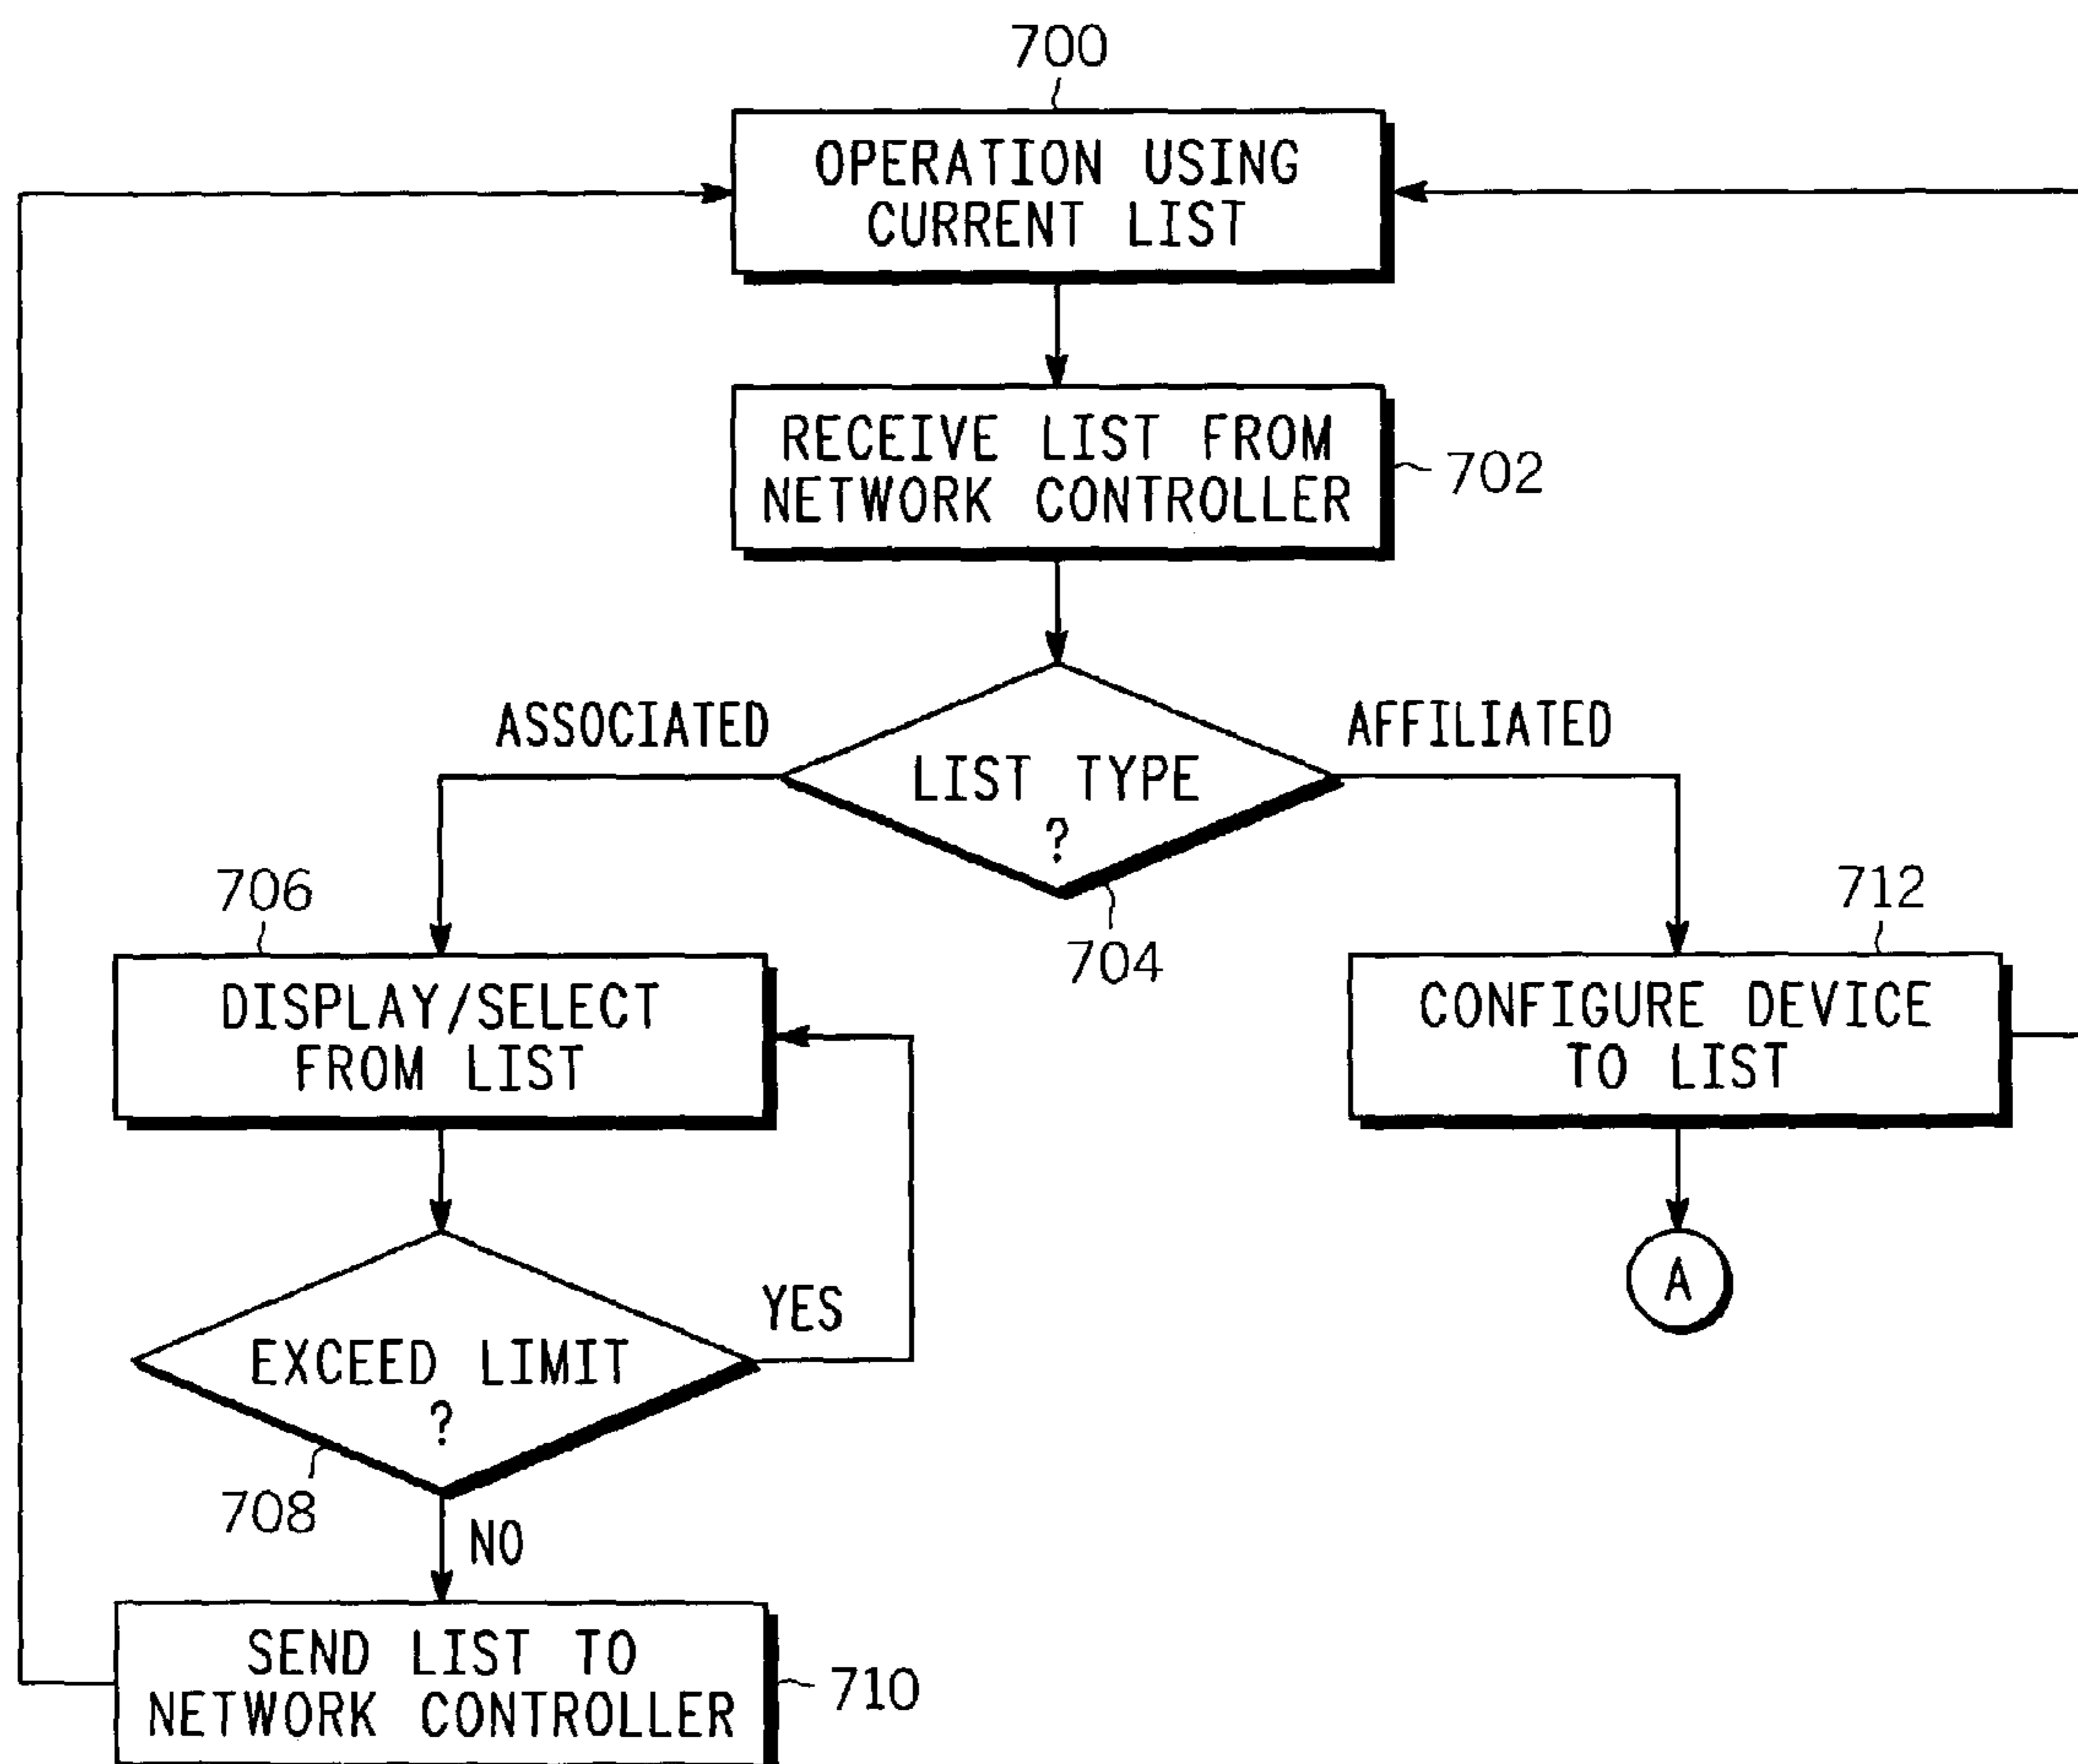 700
OPERATION USING
CURRENT LIST
RECEIVE LIST FROM
NETWORK CONTROLLER
702
ASSOCIATED
AFFILIATED
LIST TYPE
?
704
706
712
DISPLAY/SELECT
FROM LIST
CONFIGURE DEVICE
TO LIST
YES
A
EXCEED LIMIT
?
708
NO
SEND LIST TO
NETWORK CONTROLLER
710